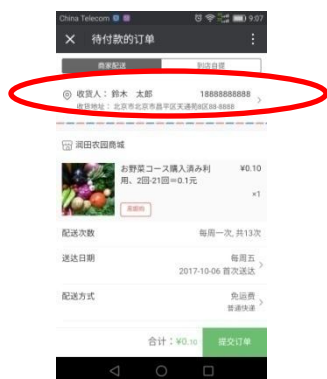 China Telecom 9:07
× 待付款的订单
商家配送 到店自提
收货人：鈴木 太郎 18888888888
收货地址：北京市北京市昌平区天通苑8区88-8888
润田农园商城
お野菜コース購入済み利 ¥0.10
用、2回-21回＝0.1元
×1
配送次数 每周一次, 共13次
送达日期 每周五
2017-10-06 首次送达
配送方式 免运费
普通快递
合计：¥0.10 提交订单